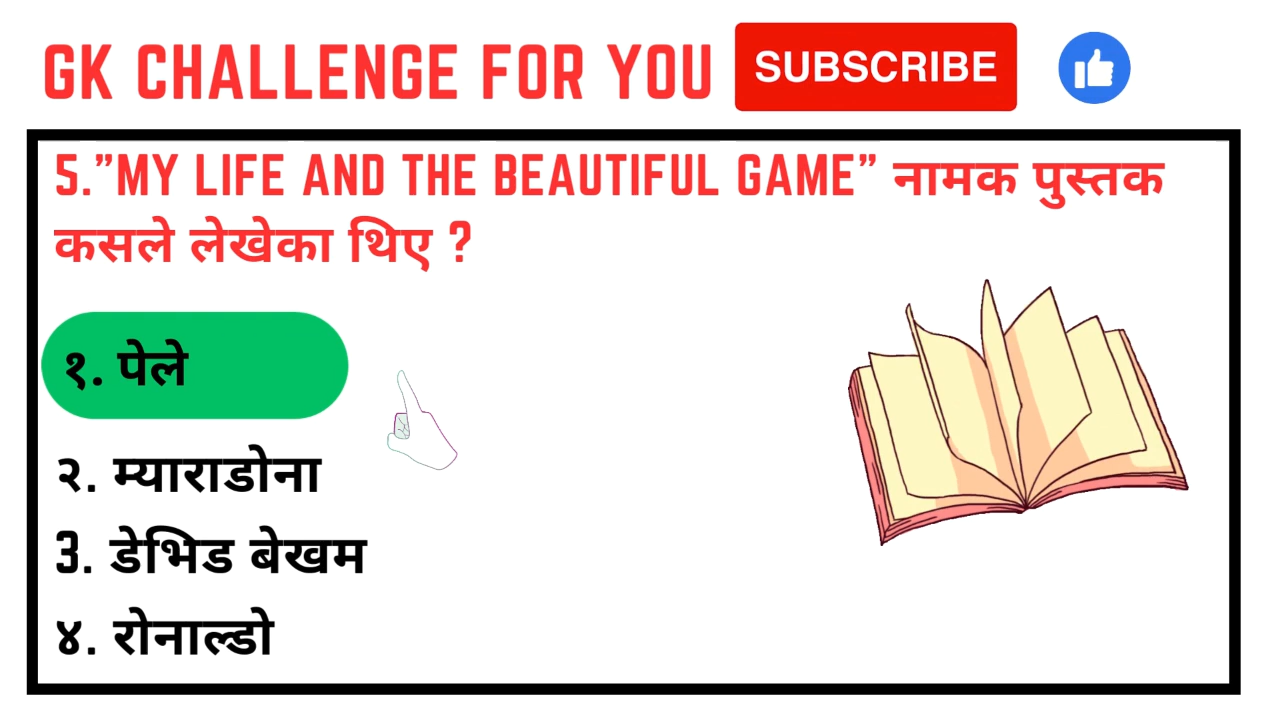 GK CHALLENGE FOR YOU SUBSCRIBE
5."MY LIFE AND THE BEAUTIFUL GAME" नामक पुस्तक
कसले लेखेका थिए ?
१. पेले
२. म्याराडोना
3. डेभिड बेखम
४. रोनाल्डो